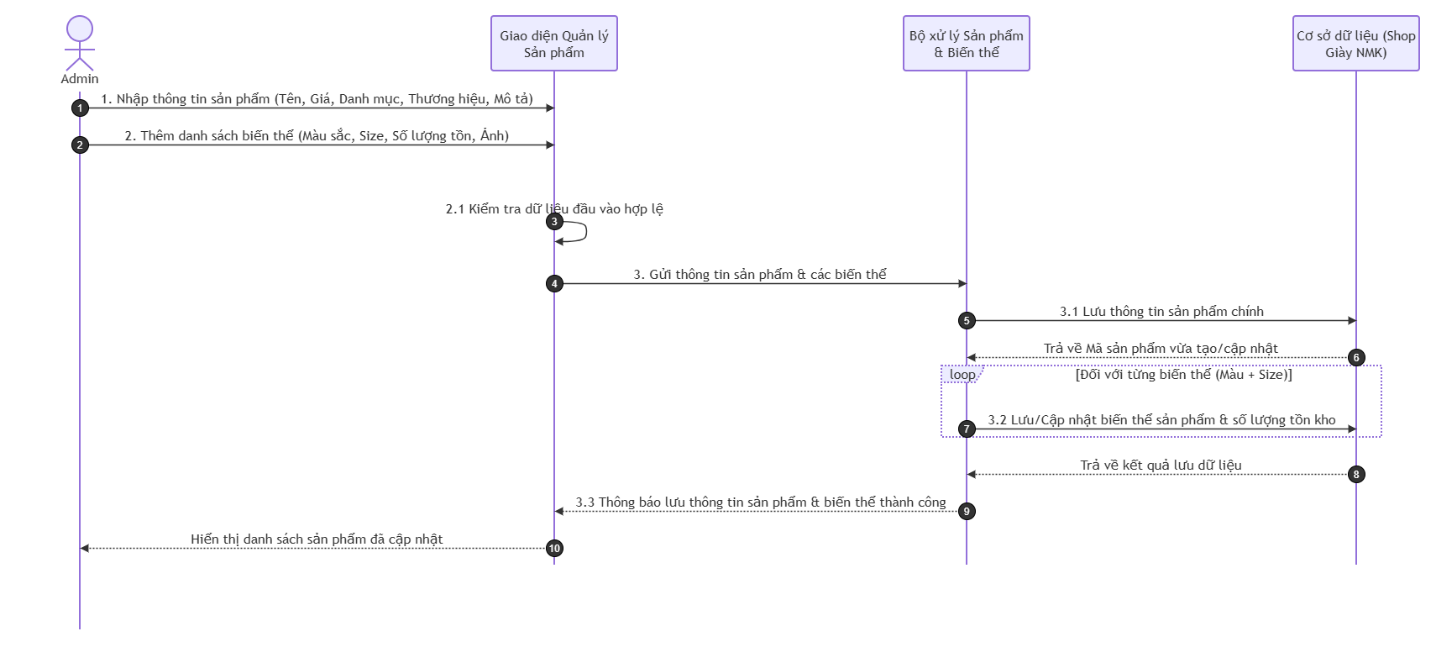 Admin
Giao diện Quản lý
Sản phẩm
Bộ xử lý Sản phẩm
& Biến thể
Cơ sở dữ liệu (Shop
Giày NMK)
1 1. Nhập thông tin sản phẩm (Tên, Giá, Danh mục, Thương hiệu, Mô tả)
2 2. Thêm danh sách biến thể (Màu sắc, Size, Số lượng tồn, Ảnh)
2.1 Kiểm tra dữ liệu đầu vào hợp lệ
3
4 3. Gửi thông tin sản phẩm & các biến thể
5 3.1 Lưu thông tin sản phẩm chính
Trả về Mã sản phẩm vừa tạo/cập nhật 6
loop [Đối với từng biến thể (Màu + Size)]
7 3.2 Lưu/Cập nhật biến thể sản phẩm & số lượng tồn kho
Trả về kết quả lưu dữ liệu 8
3.3 Thông báo lưu thông tin sản phẩm & biến thể thành công 9
Hiển thị danh sách sản phẩm đã cập nhật 10